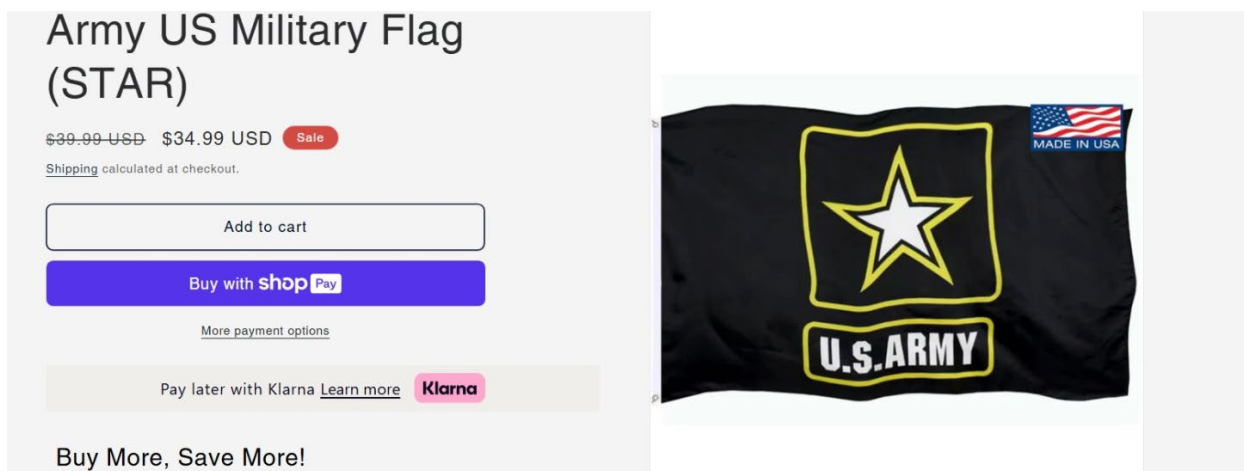 Army US Military Flag
(STAR)
$39.99 USD $34.99 USD Sale
Shipping calculated at checkout.
Add to cart
Buy with shop Pay
More payment options
Pay later with Klarna Learn more Klarna
Buy More, Save More!
MADE IN USA
U.S.ARMY